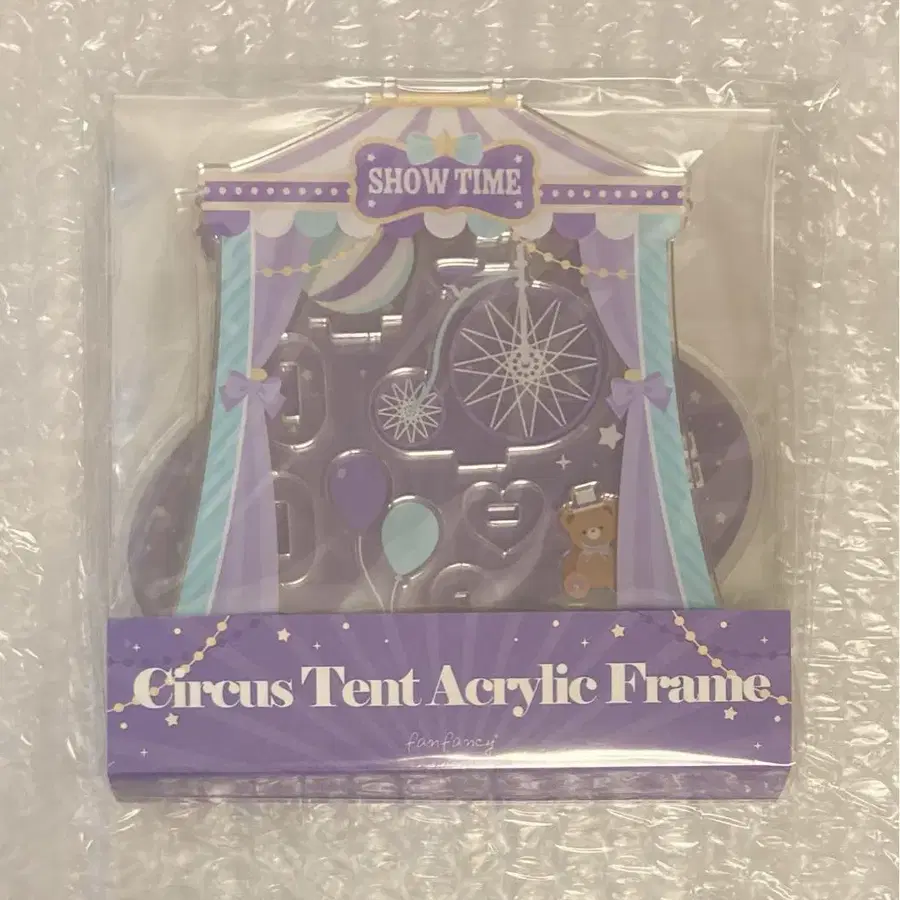 SHOW TIME
Circus Tent Acrylic Frame
fanfancy